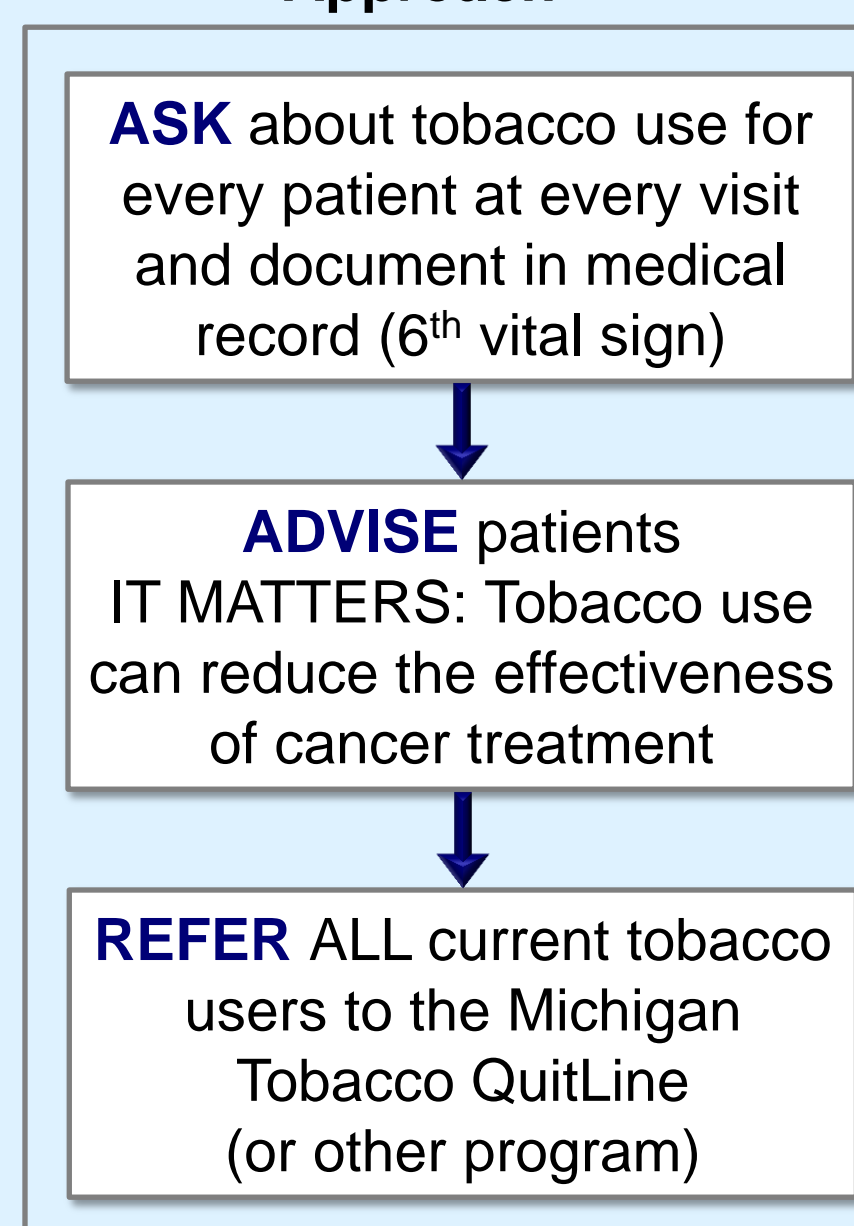 Approach
ASK about tobacco use for
every patient at every visit
and document in medical
record (6th vital sign)
ADVISE patients
IT MATTERS: Tobacco use
can reduce the effectiveness
of cancer treatment
REFER ALL current tobacco
users to the Michigan
Tobacco QuitLine
(or other program)